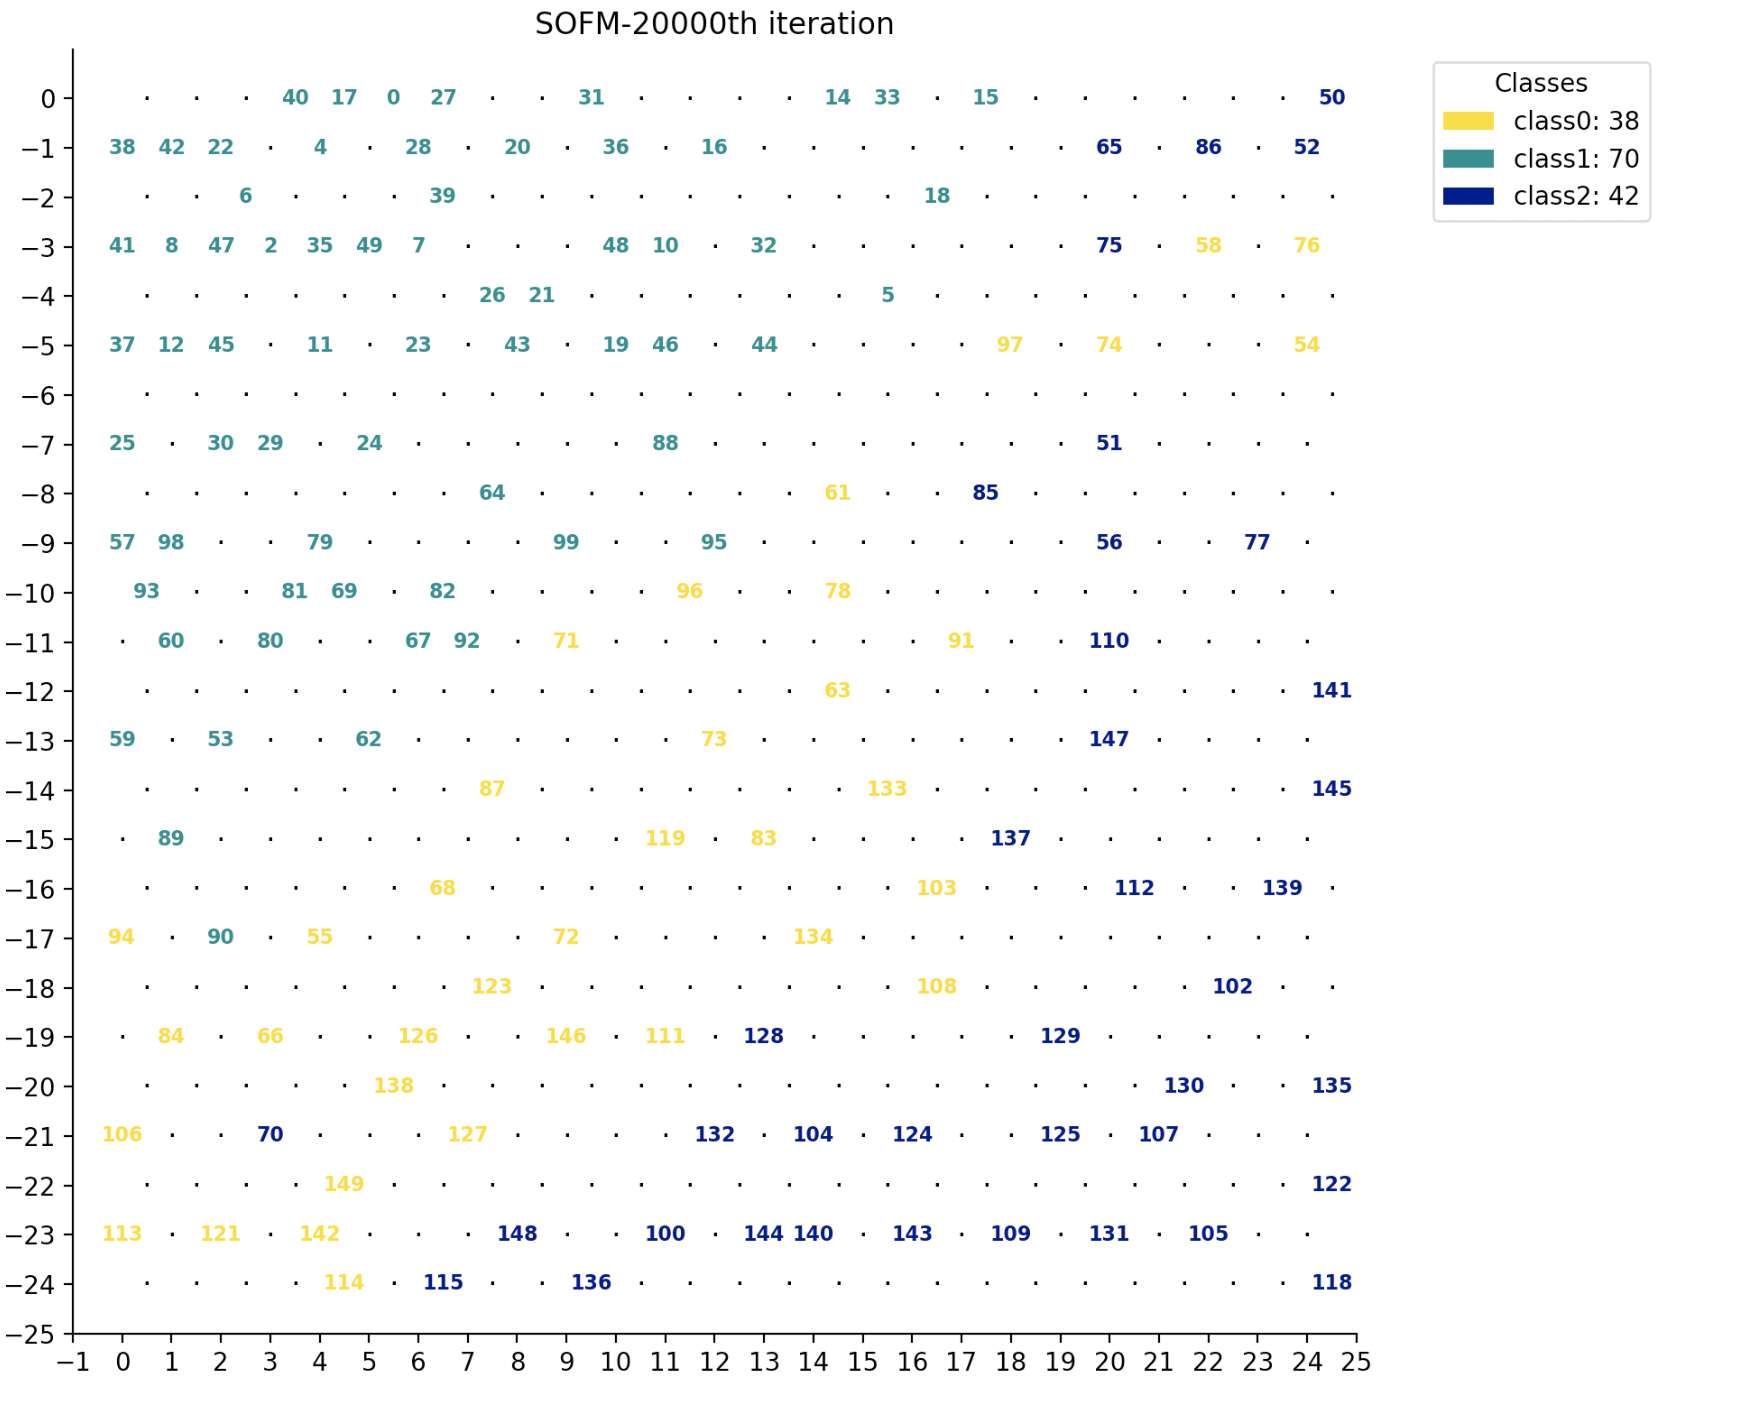 SOFM-20000th iteration
Classes
class0: 38
class1: 70
class2: 42
0 40 17 0 27 31 14 33 15 50
−1 38 42 22 4 28 20 36 16 65 86 52
−2 6 39 18
−3 41 8 47 2 35 49 7 48 10 32 75 58 76
−4 26 21 5
−5 37 12 45 11 23 43 19 46 44 97 74 54
−6
−7 25 30 29 24 88 51
−8 64 61 85
−9 57 98 79 99 95 56 77
−10 93 81 69 82 96 78
−11 60 80 67 92 71 91 110
−12 63 141
−13 59 53 62 73 147
−14 87 133 145
−15 89 119 83 137
−16 68 103 112 139
−17 94 90 55 72 134
−18 123 108 102
−19 84 66 126 146 111 128 129
−20 138 130 135
−21 106 70 127 132 104 124 125 107
−22 149 122
−23 113 121 142 148 100 144 140 143 109 131 105
−24 114 115 136 118
−25
−1 0 1 2 3 4 5 6 7 8 9 10 11 12 13 14 15 16 17 18 19 20 21 22 23 24 25